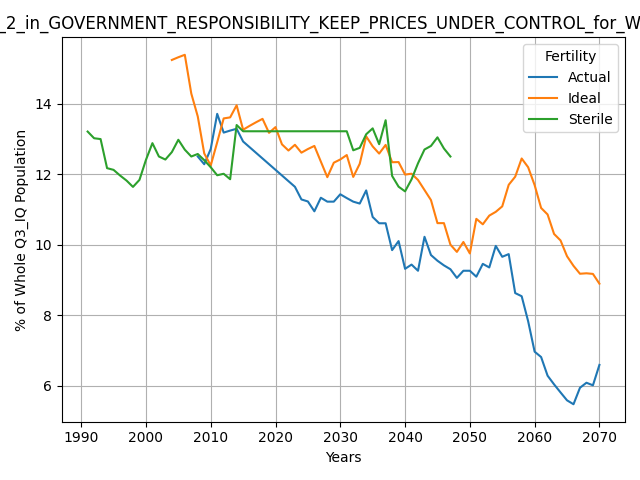 _2_in_GOVERNMENT_RESPONSIBILITY_KEEP_PRICES_UNDER_CONTROL_for_W
Fertility
Actual
Ideal
Sterile
% of Whole Q3_IQ Population
14
12
10
8
6
1990 2000 2010 2020 2030 2040 2050 2060 2070
Years